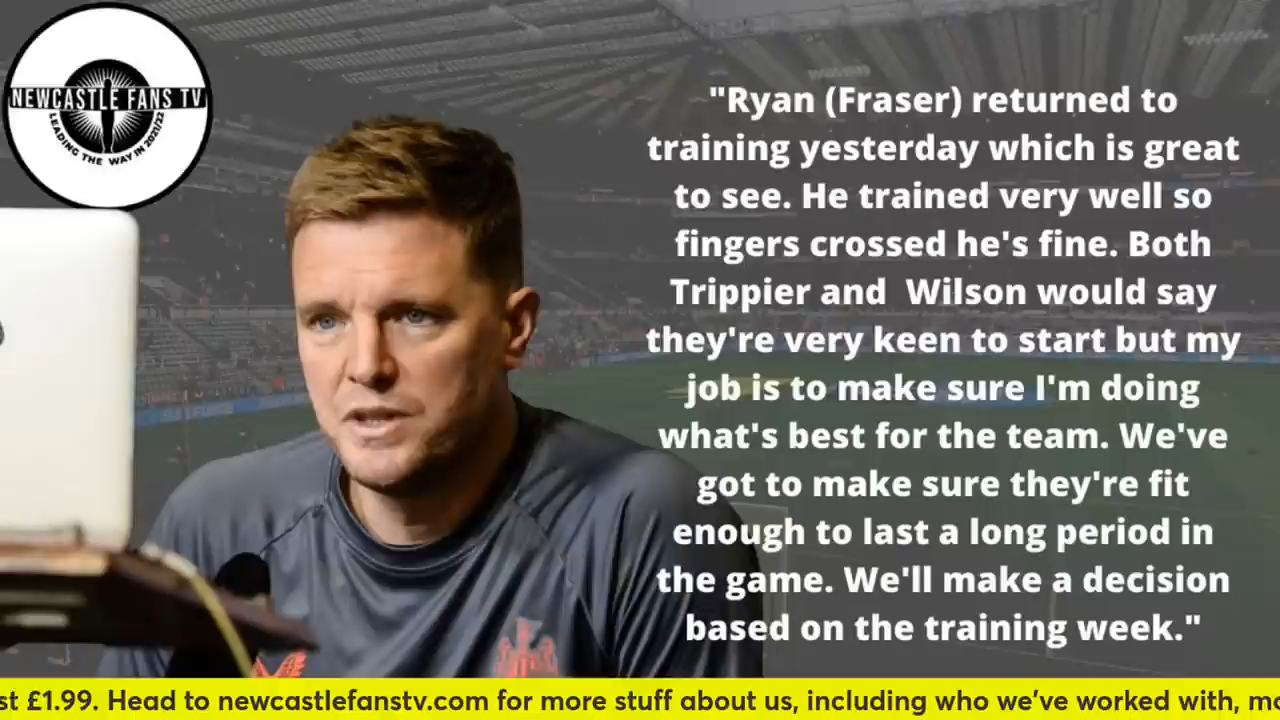 NEWCASTLE FANS TV
LEADING THE WAY IN 2021/22
"Ryan (Fraser) returned to
training yesterday which is great
to see. He trained very well so
fingers crossed he's fine. Both
Trippier and  Wilson would say
they're very keen to start but my
job is to make sure I'm doing
what's best for the team. We've
got to make sure they're fit
enough to last a long period in
the game. We'll make a decision
based on the training week."
£1.99. Head to newcastlefanstv.com for more stuff about us, including who we've worked with,